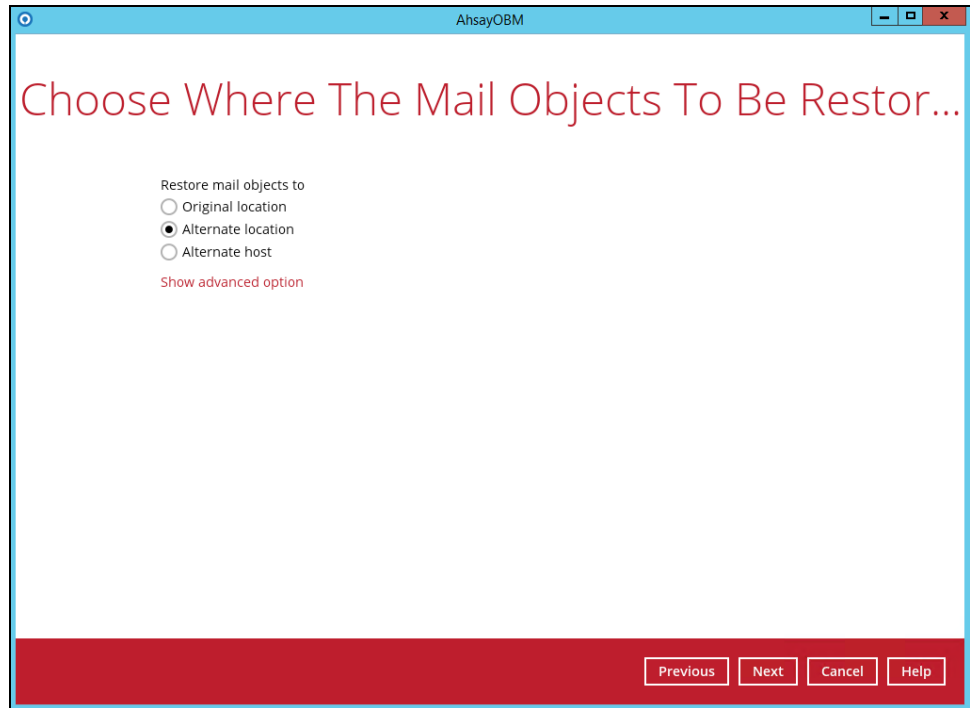 AhsayOBM
Choose Where The Mail Objects To Be Restor...
Restore mail objects to
Original location
Alternate location
Alternate host
Show advanced option
Previous Next Cancel Help